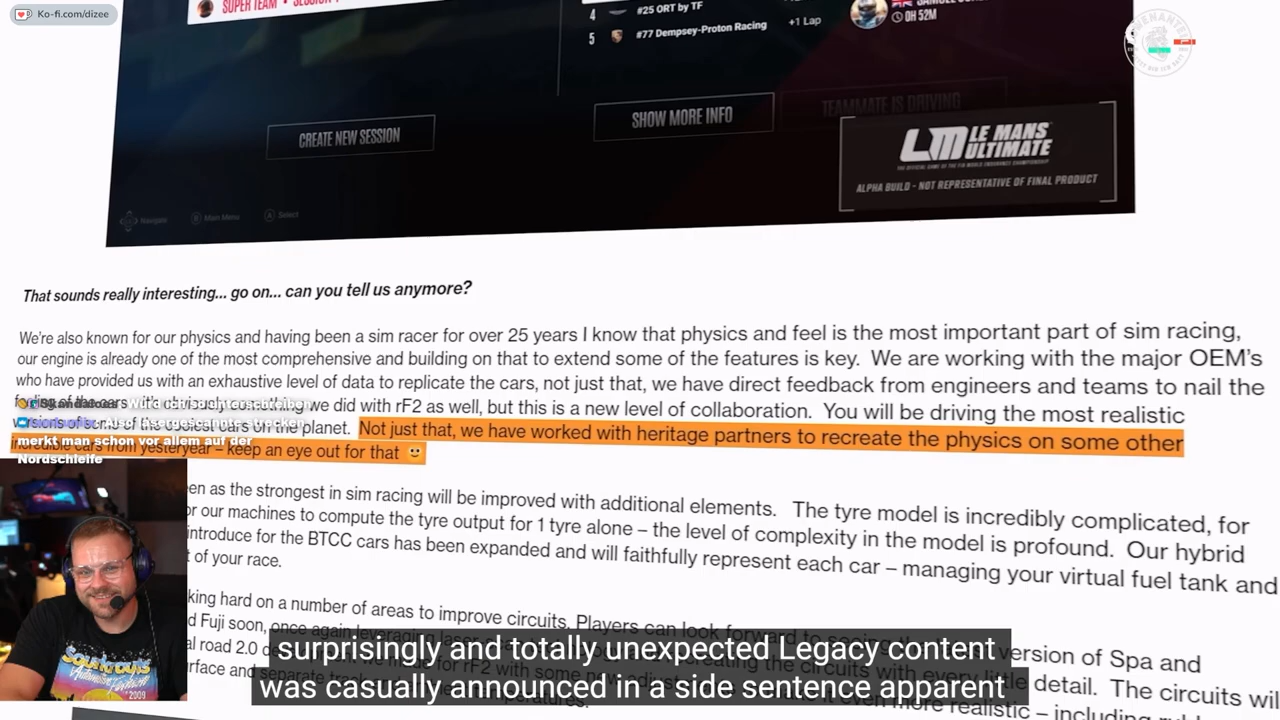 Ko-fi.com/dizee
SUPER TEAM
4 #25 ORT by TF
5 #77 Dempsey-Proton Racing +1 Lap
0H 52M
CREATE NEW SESSION
SHOW MORE INFO
TEAMMATE IS DRIVING
LM LE MANS
ULTIMATE
ALPHA BUILD - NOT REPRESENTATIVE OF FINAL PRODUCT
Navigate
Main Menu
Select
That sounds really interesting... go on... can you tell us anymore?
We're also known for our physics and having been a sim racer for over 25 years I know that physics and feel is the most important part of sim racing,
our engine is already one of the most comprehensive and building on that to extend some of the features is key. We are working with the major OEM's
who have provided us with an exhaustive level of data to replicate the cars, not just that, we have direct feedback from engineers and teams to nail the
we did with rF2 as well, but this is a new level of collaboration. You will be driving the most realistic
planet. Not just that, we have worked with heritage partners to recreate the physics on some other
incredible cars from yesteryear – keep an eye out for that
merkt man schon vor allem auf der
Nordschleife
en as the strongest in sim racing will be improved with additional elements. The tyre model is incredibly complicated, for
or our machines to compute the tyre output for 1 tyre alone – the level of complexity in the model is profound. Our hybrid
introduce for the BTCC cars has been expanded and will faithfully represent each car – managing your virtual fuel tank and
t of your race.
king hard on a number of areas to improve circuits. Players can look forward to
version of Spa and
d Fuji soon, once again
detail. The circuits wil
surprisingly and totally unexpected Legacy content
was casually announced in a side sentence apparent
SOUNDCUTS
2009